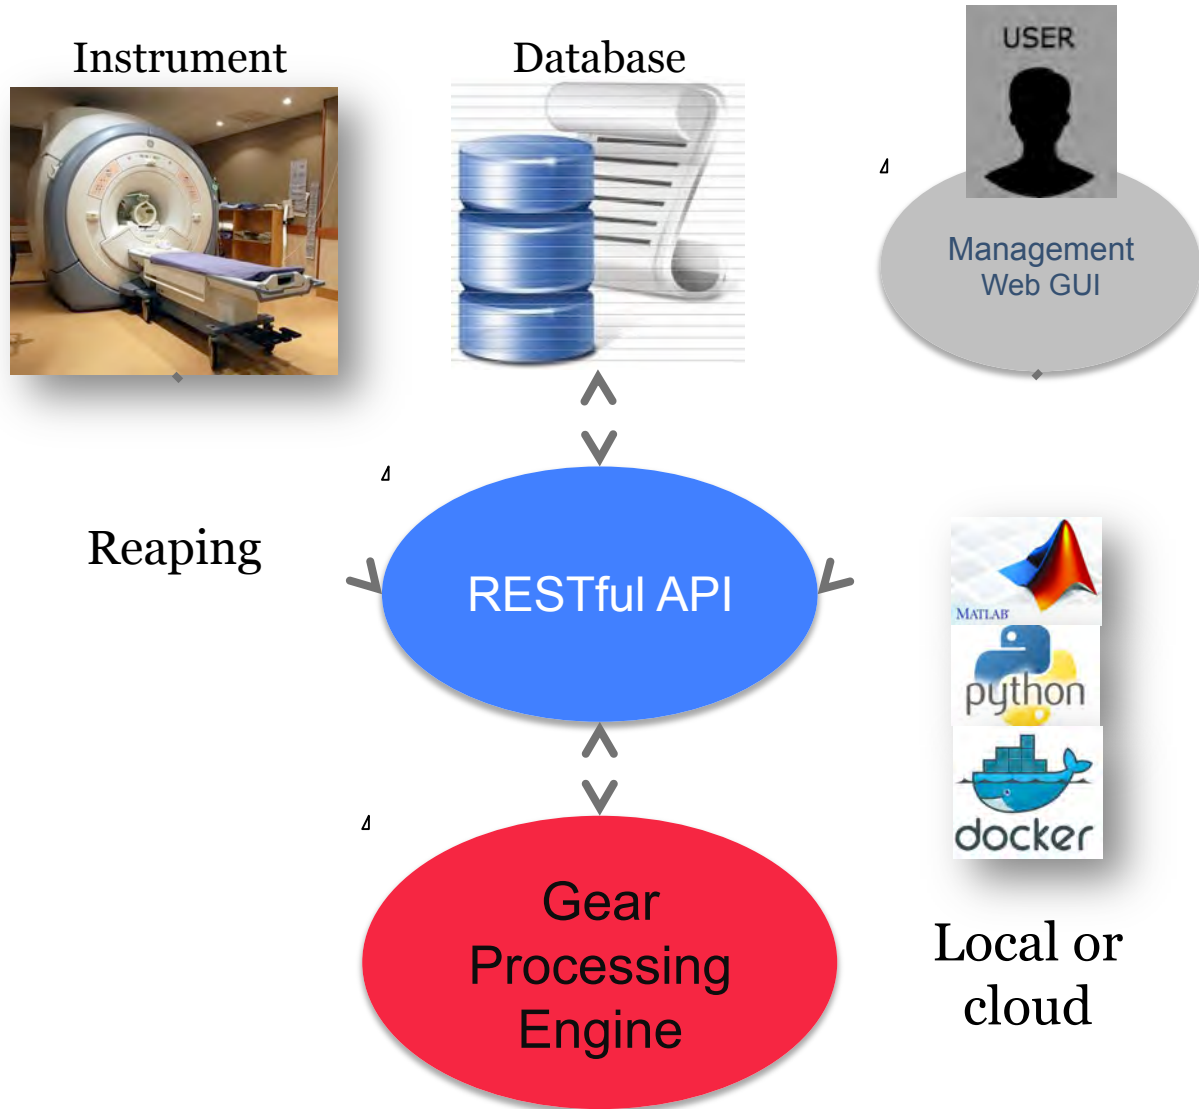 Instrument
Database
USER
Management
Web GUI
Reaping
RESTful API
MATLAB
python
docker
Gear
Processing
Engine
Local or
cloud